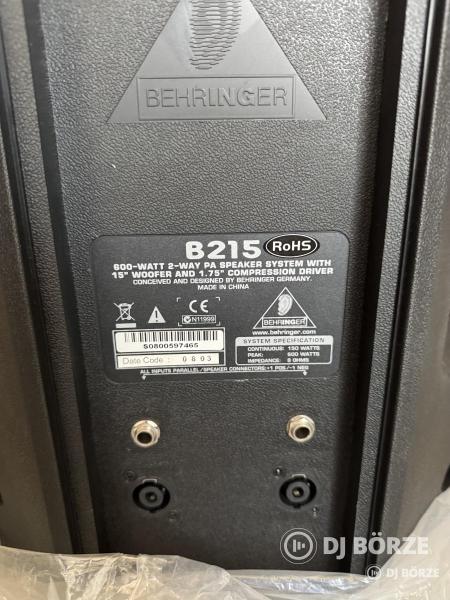 BEHRINGER
B215 RoHS
600-WATT 2-WAY PA SPEAKER SYSTEM WITH
15" WOOFER AND 1.75" COMPRESSION DRIVER
CONCEIVED AND DESIGNED BY BEHRINGER GERMANY.
MADE IN CHINA
CE
N11999
BEHRINGER
www.behringer.com
S0800597465
Date Code : 0803
SYSTEM SPECIFICATION
CONTINUOUS: 150 WATTS
PEAK: 600 WATTS
IMPEDANCE: 8 OHMS
ALL INPUTS PARALLEL/SPEAKER CONNECTORS:+1 POS/-1 NEG
DJ BÖRZE
DJ BÖRZE